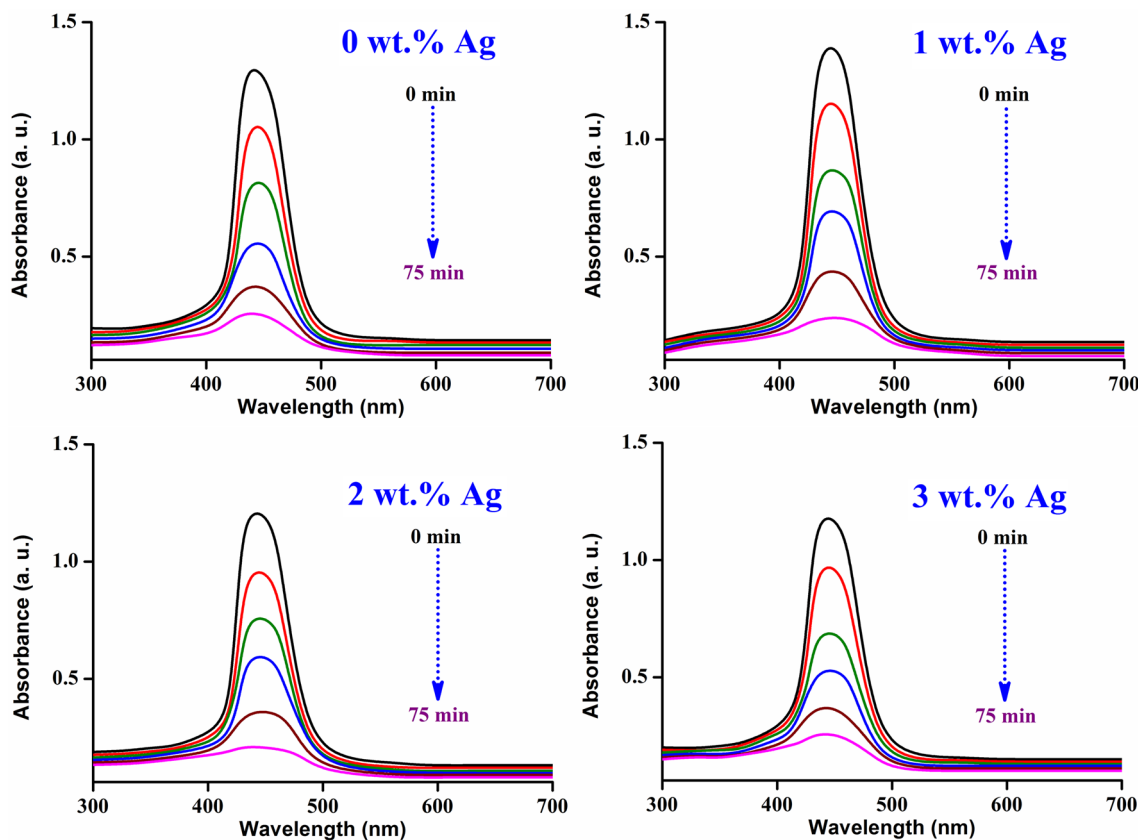 0 wt.% Ag
0 min
75 min
1.5
1.0
0.5
300 400 500 600 700
Absorbance (a. u.)
Wavelength (nm)
1 wt.% Ag
0 min
75 min
1.5
1.0
0.5
300 400 500 600 700
Absorbance (a. u.)
Wavelength (nm)
2 wt.% Ag
0 min
75 min
1.5
1.0
0.5
300 400 500 600 700
Absorbance (a. u.)
Wavelength (nm)
3 wt.% Ag
0 min
75 min
1.5
1.0
0.5
300 400 500 600 700
Absorbance (a. u.)
Wavelength (nm)